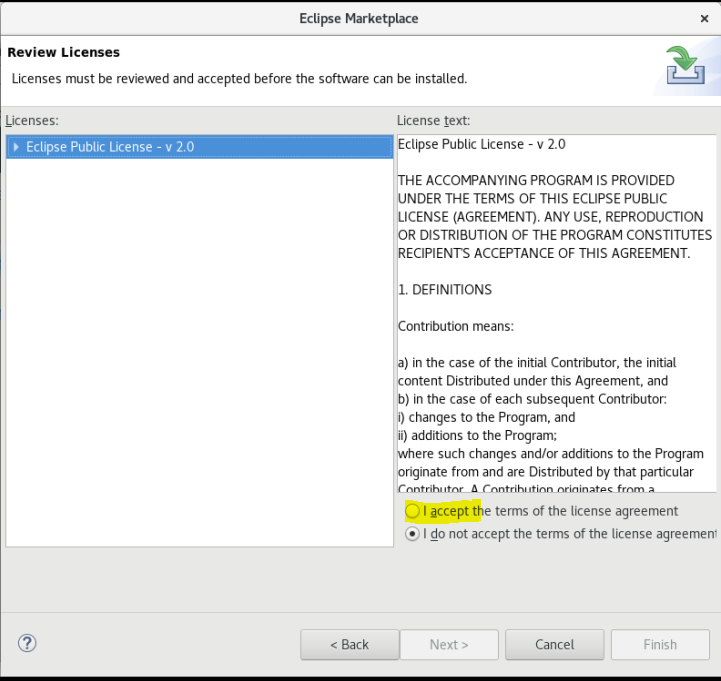 Eclipse Marketplace
×
Review Licenses
Licenses must be reviewed and accepted before the software can be installed.
Licenses:
Eclipse Public License - v 2.0
License text:
Eclipse Public License - v 2.0
THE ACCOMPANYING PROGRAM IS PROVIDED
UNDER THE TERMS OF THIS ECLIPSE PUBLIC
LICENSE (AGREEMENT). ANY USE, REPRODUCTION
OR DISTRIBUTION OF THE PROGRAM CONSTITUTES
RECIPIENT'S ACCEPTANCE OF THIS AGREEMENT.
1. DEFINITIONS
Contribution means:
a) in the case of the initial Contributor, the initial
content Distributed under this Agreement, and
b) in the case of each subsequent Contributor:
i) changes to the Program, and
ii) additions to the Program;
where such changes and/or additions to the Program
originate from and are Distributed by that particular
Contributor. A Contribution originates from a
I accept the terms of the license agreement
I do not accept the terms of the license agreement
?
< Back
Next >
Cancel
Finish